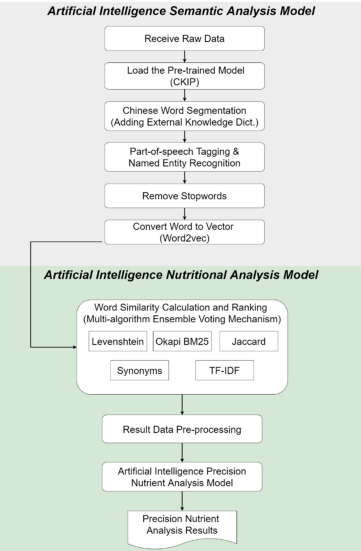 Artificial Intelligence Semantic Analysis Model
Receive Raw Data
Load the Pre-trained Model
(CKIP)
Chinese Word Segmentation
(Adding External Knowledge Dict.)
Part-of-speech Tagging &
Named Entity Recognition
Remove Stopwords
Convert Word to Vector
(Word2vec)
Artificial Intelligence Nutritional Analysis Model
Word Similarity Calculation and Ranking
(Multi-algorithm Ensemble Voting Mechanism)
Levenshtein
Okapi BM25
Jaccard
Synonyms
TF-IDF
Result Data Pre-processing
Artificial Intelligence Precision
Nutrient Analysis Model
Precision Nutrient
Analysis Results